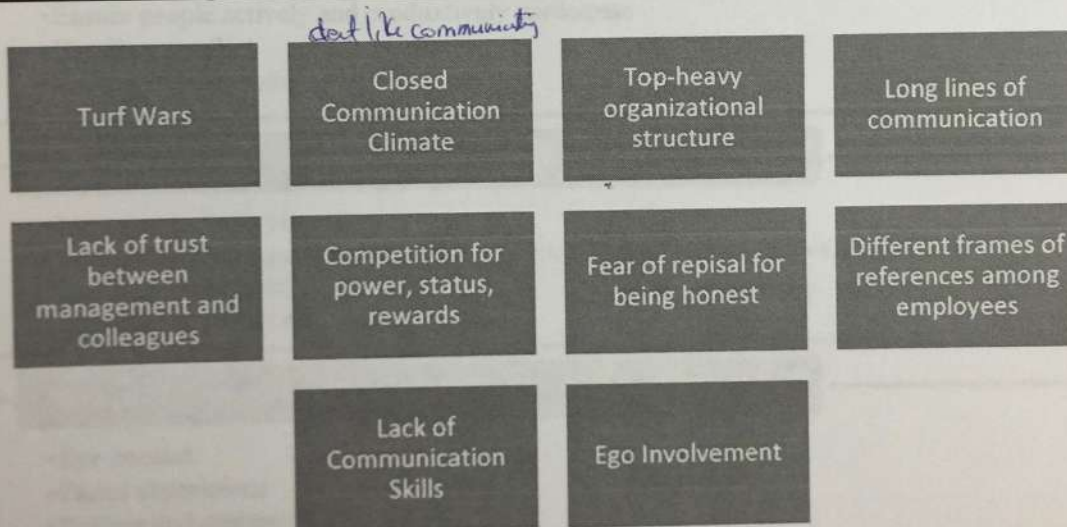 dont like communicating
Turf Wars
Closed
Communication
Climate
Top-heavy
organizational
structure
Long lines of
communication
Lack of trust
between
management and
colleagues
Competition for
power, status,
rewards
Fear of repisal for
being honest
Different frames of
references among
employees
Lack of
Communication
Skills
Ego Involvement